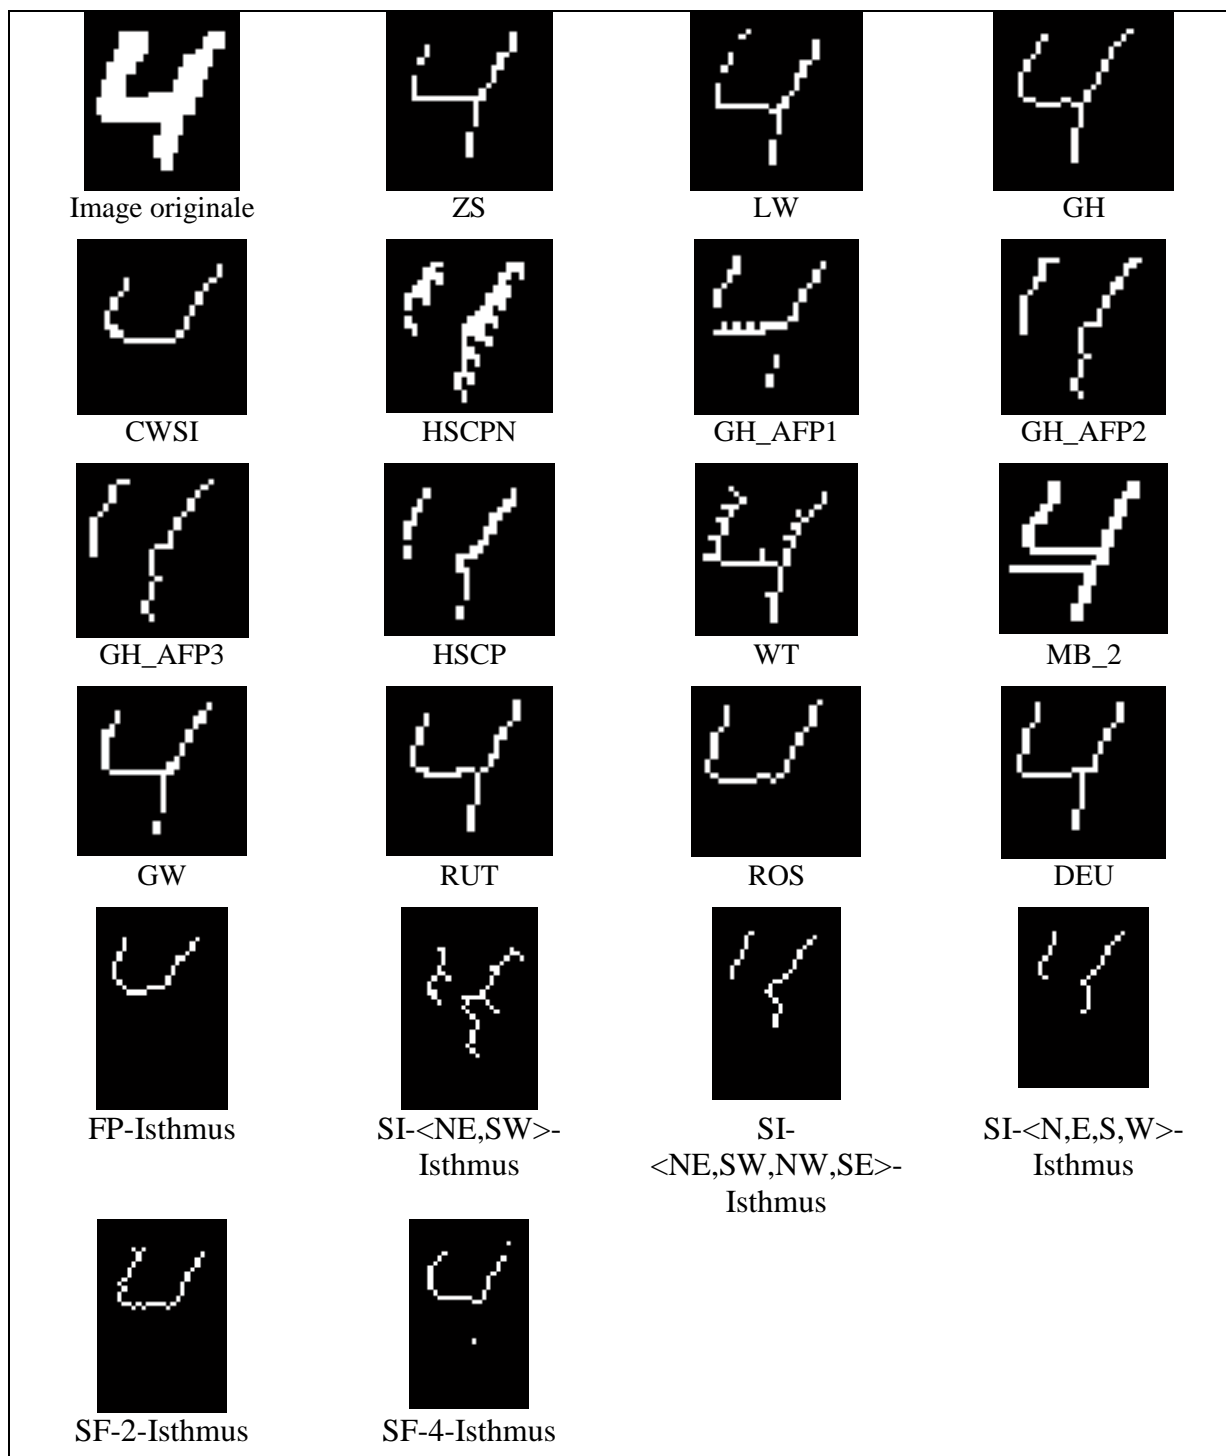 Image originale
ZS
LW
GH
CWSI
HSCPN
GH_AFP1
GH_AFP2
GH_AFP3
HSCP
WT
MB_2
GW
RUT
ROS
DEU
FP-Isthmus
SI-<NE,SW>-
Isthmus
SI-
<NE,SW,NW,SE>-
Isthmus
SI-<N,E,S,W>-
Isthmus
SF-2-Isthmus
SF-4-Isthmus